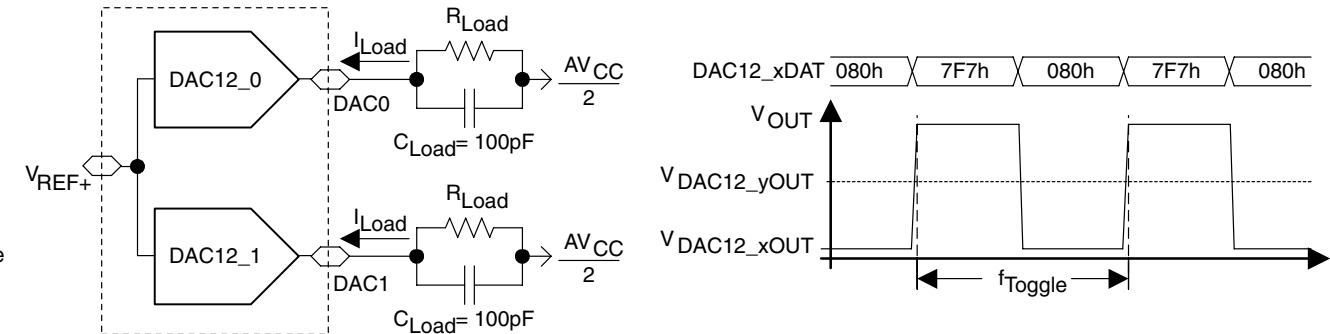 R_Load
I_Load
DAC12_0
AV_CC
2
DAC0
C_Load= 100pF
V_REF+
R_Load
I_Load
DAC12_1
AV_CC
2
DAC1
C_Load= 100pF
e
DAC12_xDAT 080h 7F7h 080h 7F7h 080h
V_OUT
V_DAC12_yOUT
V_DAC12_xOUT
f_Toggle